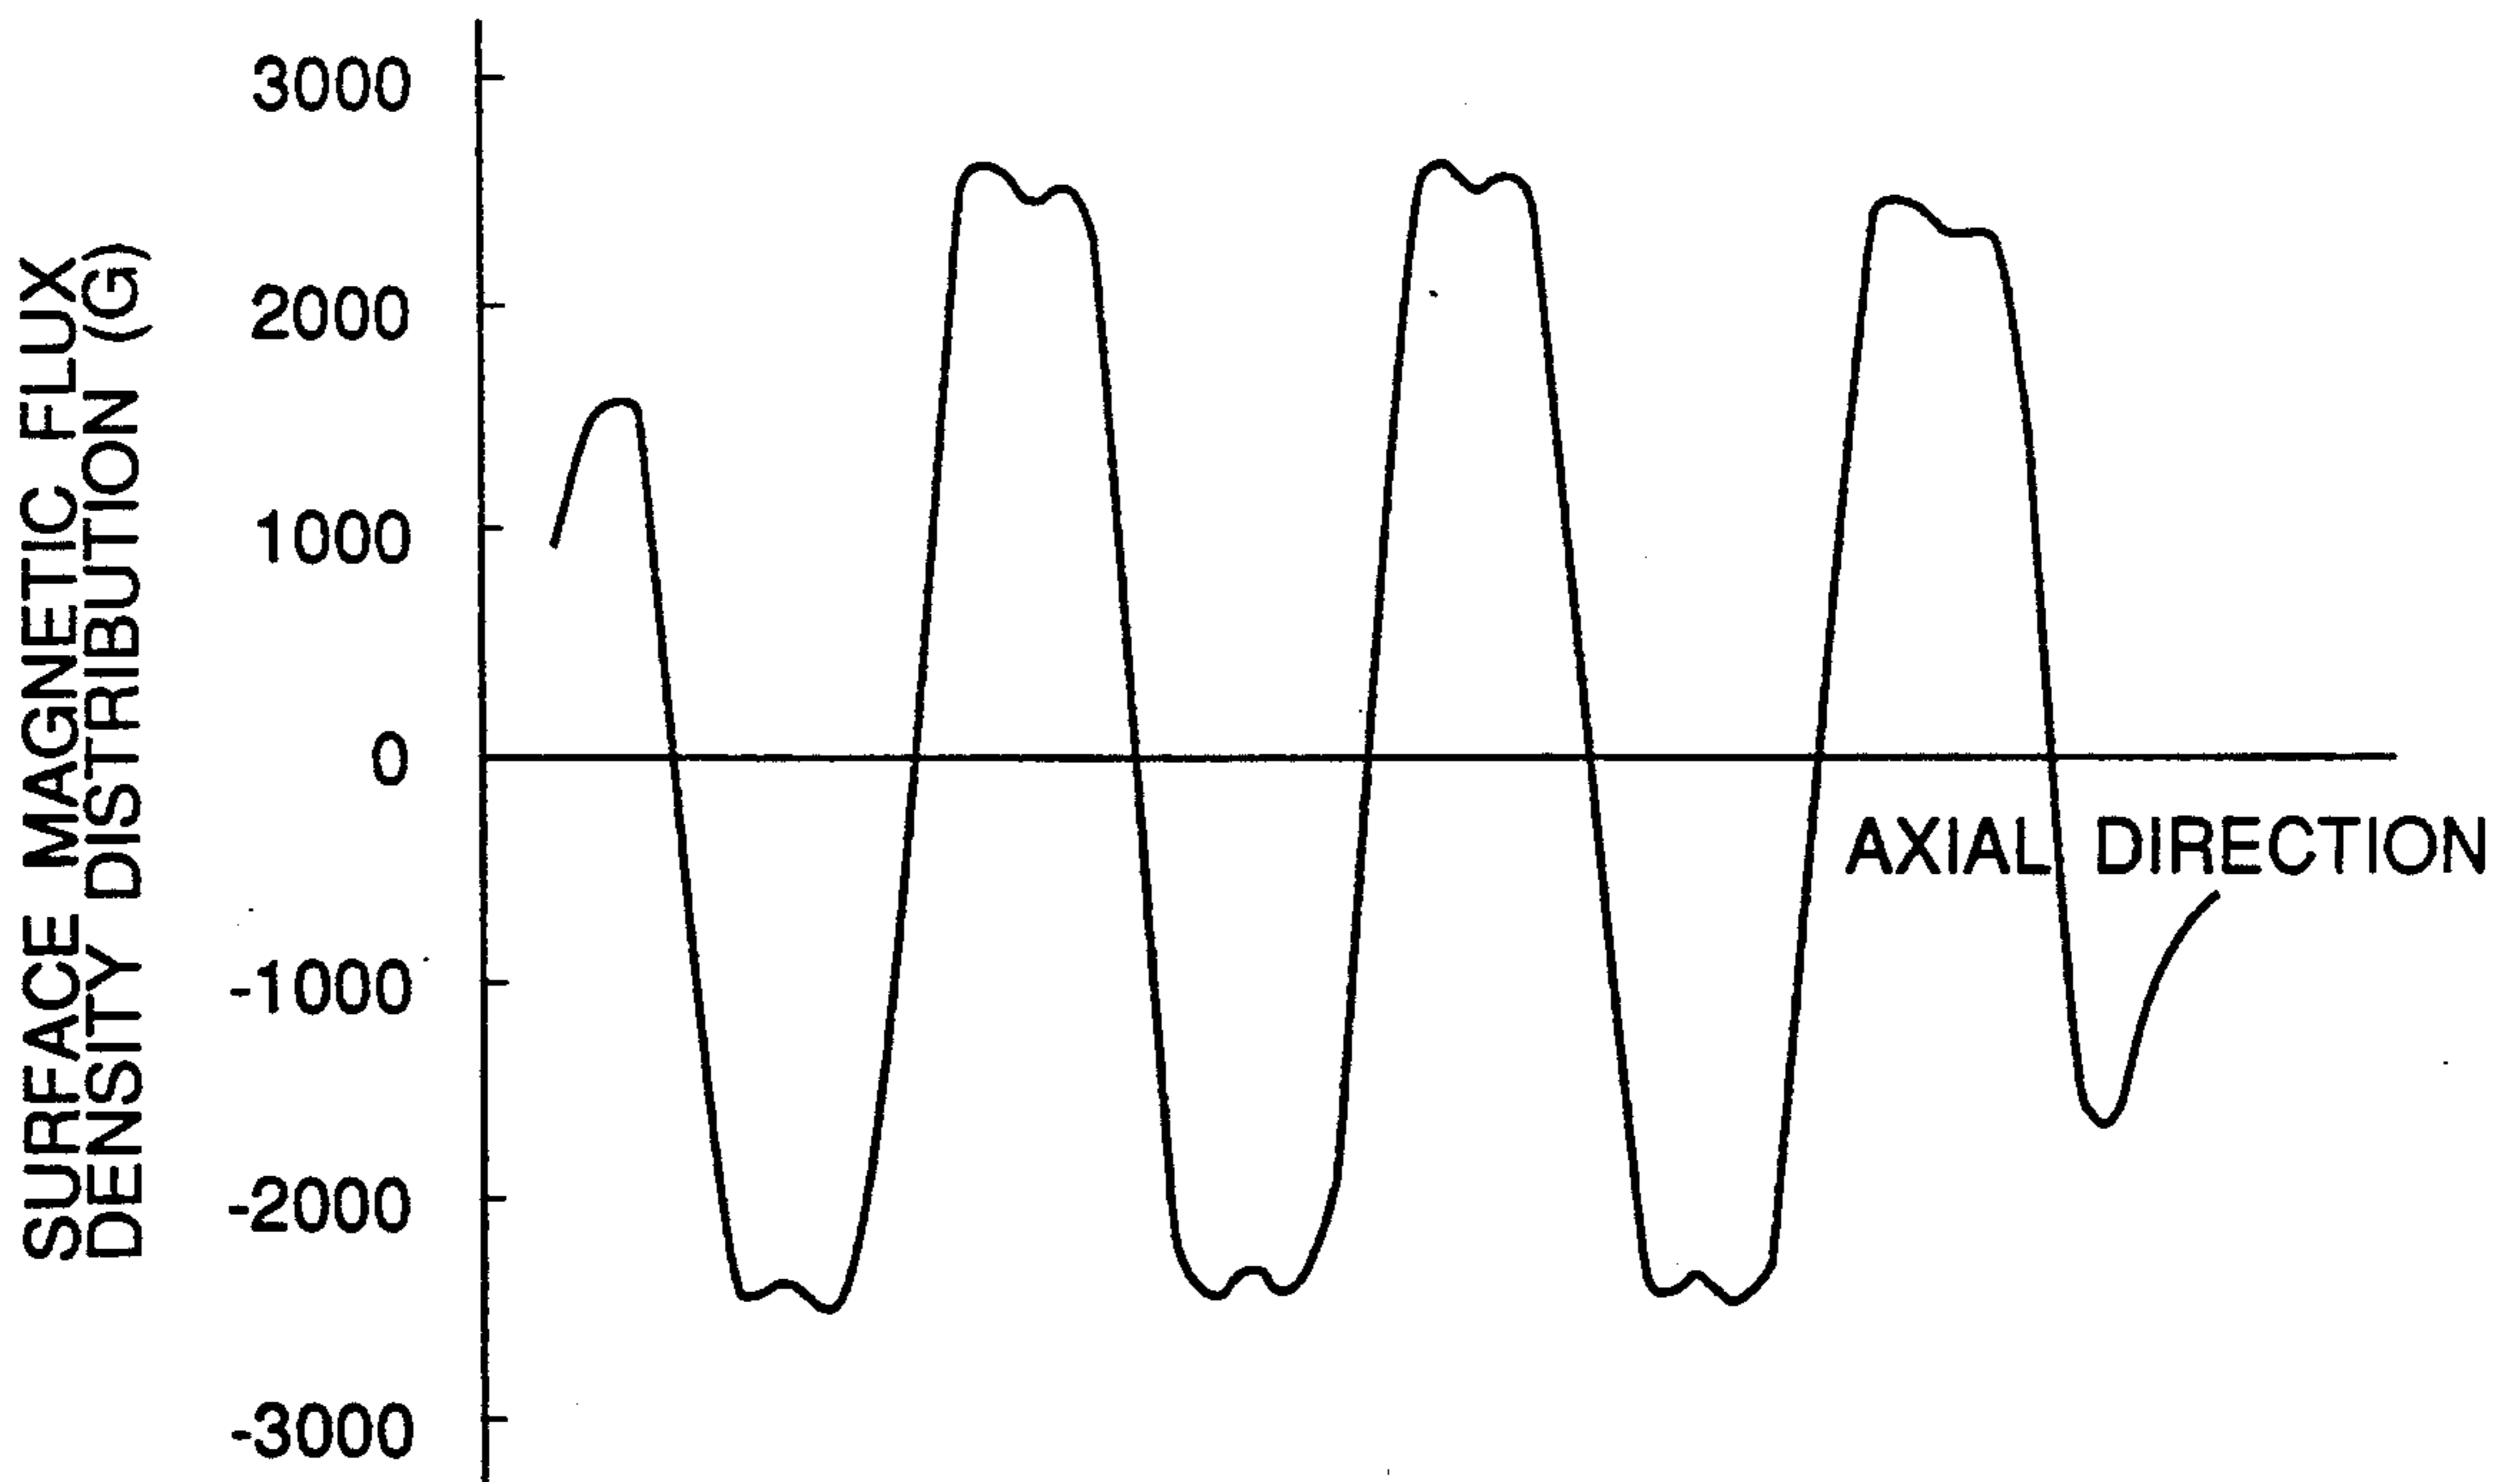 SURFACE MAGNETIC FLUX
DENSITY DISTRIBUTION (G)
3000
2000
1000
0
-1000
-2000
-3000
AXIAL DIRECTION